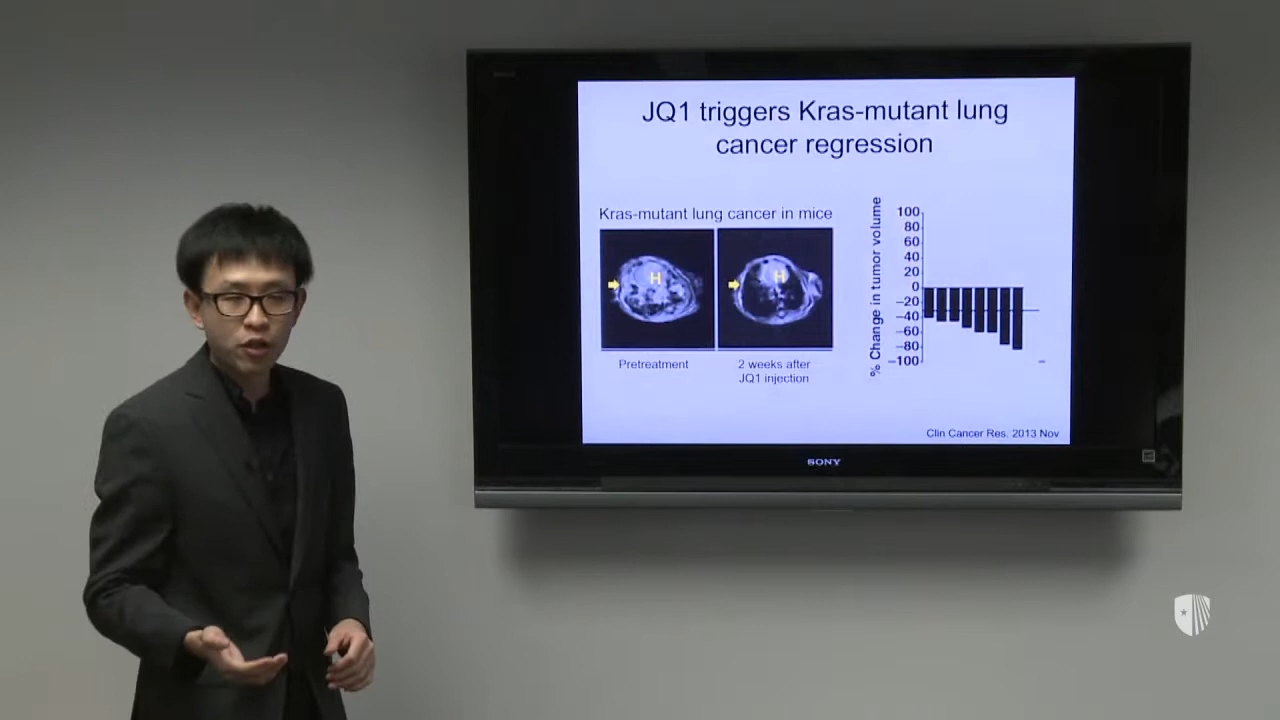 JQ1 triggers Kras-mutant lung
cancer regression
Kras-mutant lung cancer in mice
H
H
Pretreatment
2 weeks after
JQ1 injection
% Change in tumor volume
100
80
60
40
20
0
–20
–40
–60
–80
–100
Clin Cancer Res. 2013 Nov
SONY